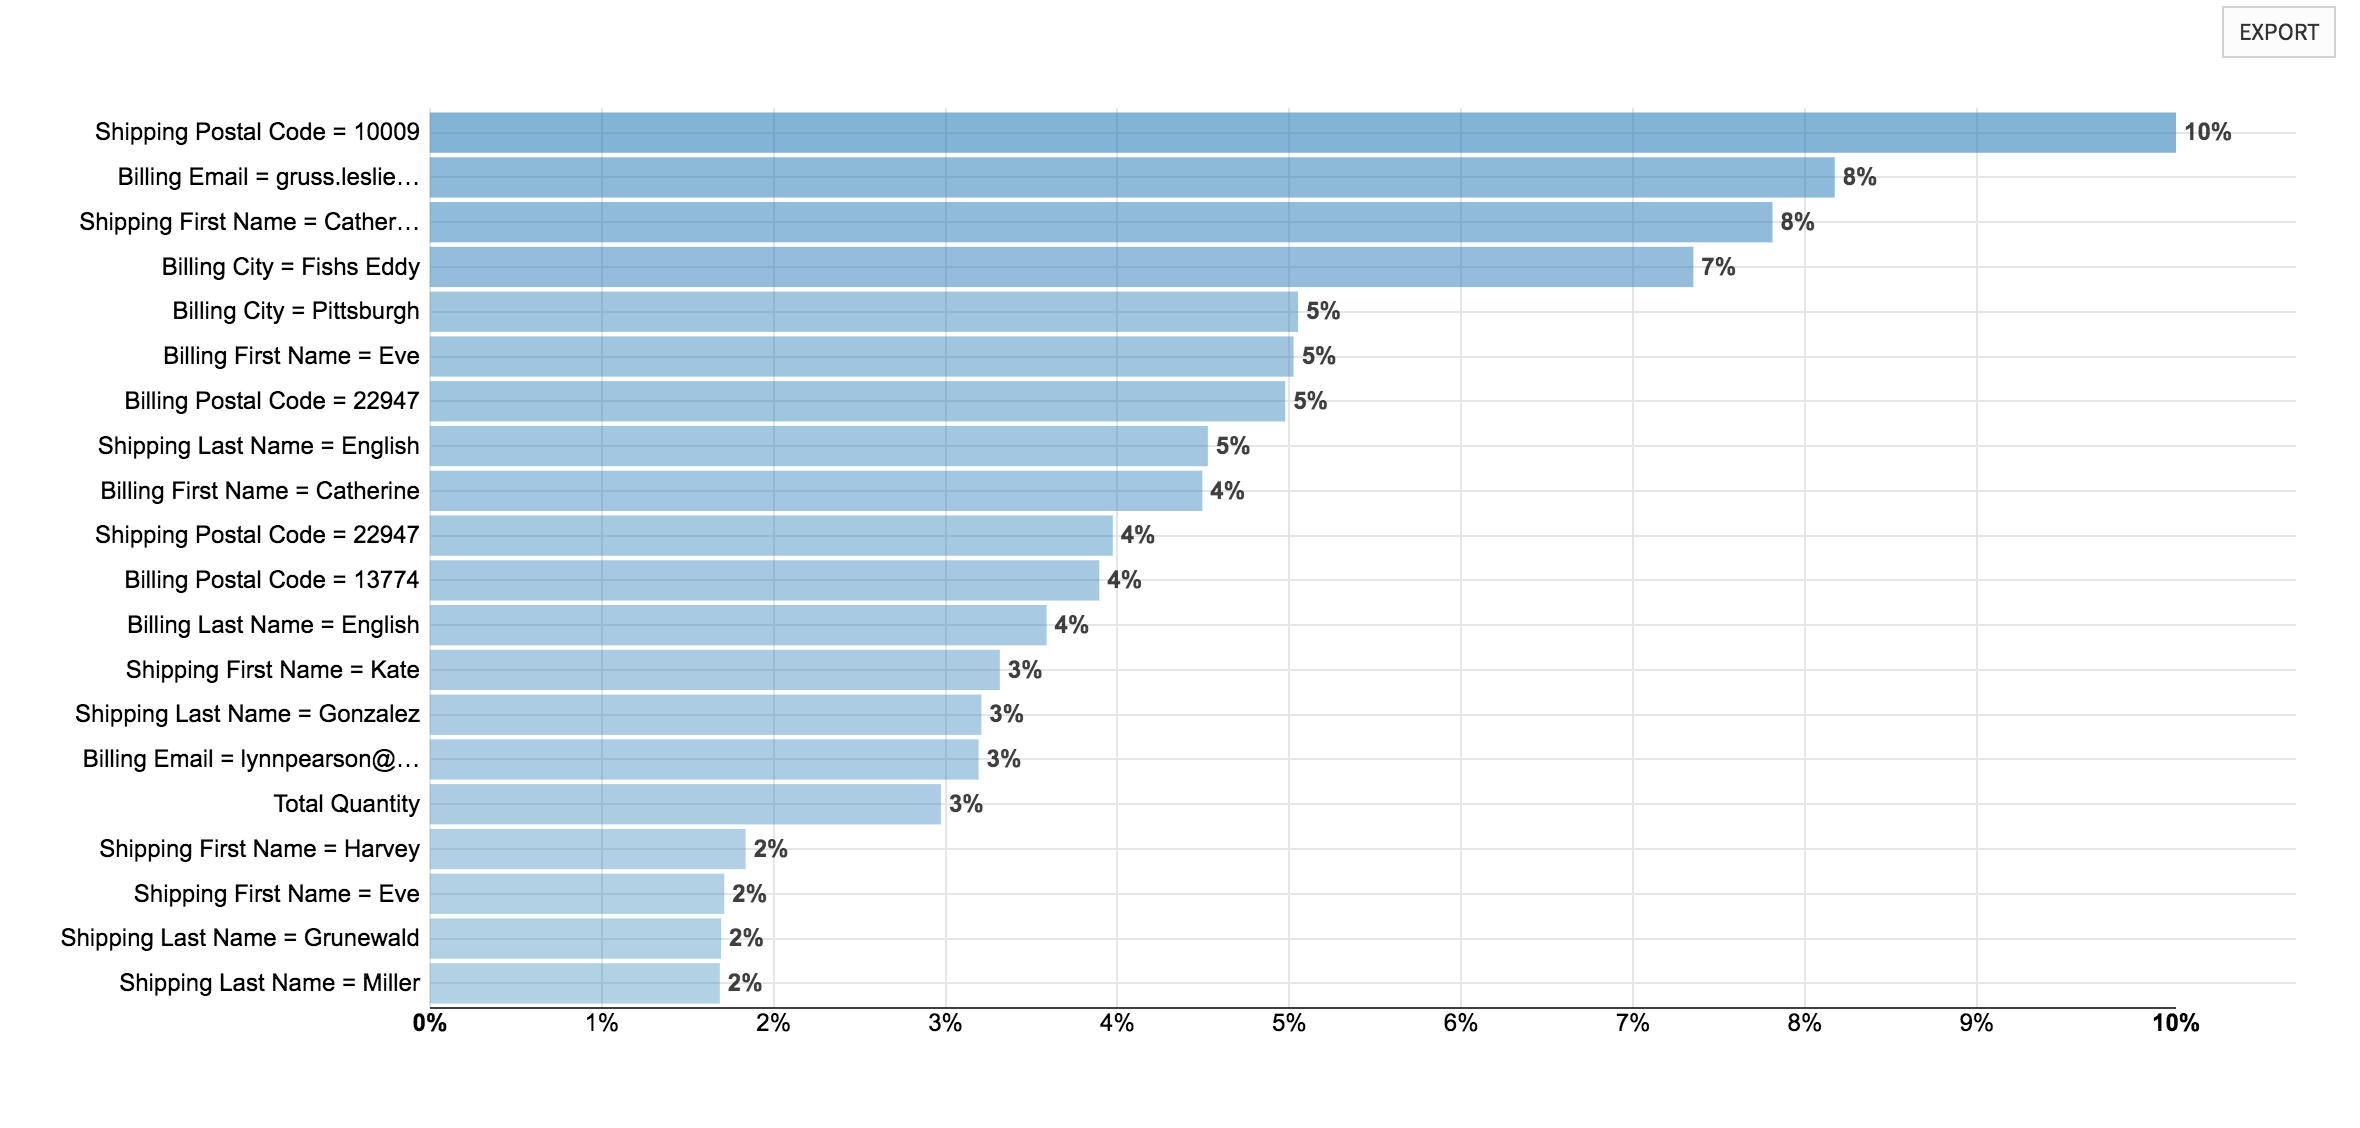 EXPORT
Shipping Postal Code = 10009 10%
Billing Email = gruss.leslie… 8%
Shipping First Name = Cather… 8%
Billing City = Fishs Eddy 7%
Billing City = Pittsburgh 5%
Billing First Name = Eve 5%
Billing Postal Code = 22947 5%
Shipping Last Name = English 5%
Billing First Name = Catherine 4%
Shipping Postal Code = 22947 4%
Billing Postal Code = 13774 4%
Billing Last Name = English 4%
Shipping First Name = Kate 3%
Shipping Last Name = Gonzalez 3%
Billing Email = lynnpearson@… 3%
Total Quantity 3%
Shipping First Name = Harvey 2%
Shipping First Name = Eve 2%
Shipping Last Name = Grunewald 2%
Shipping Last Name = Miller 2%
0% 1% 2% 3% 4% 5% 6% 7% 8% 9% 10%